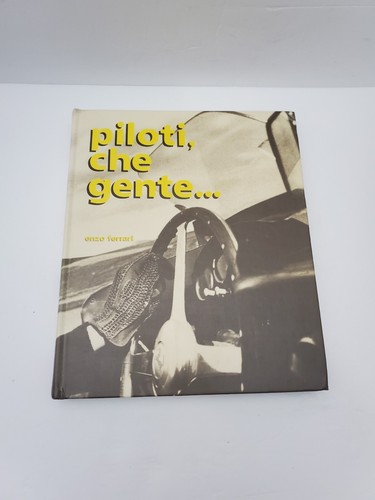 piloti,
che
gente...
enzo ferrari